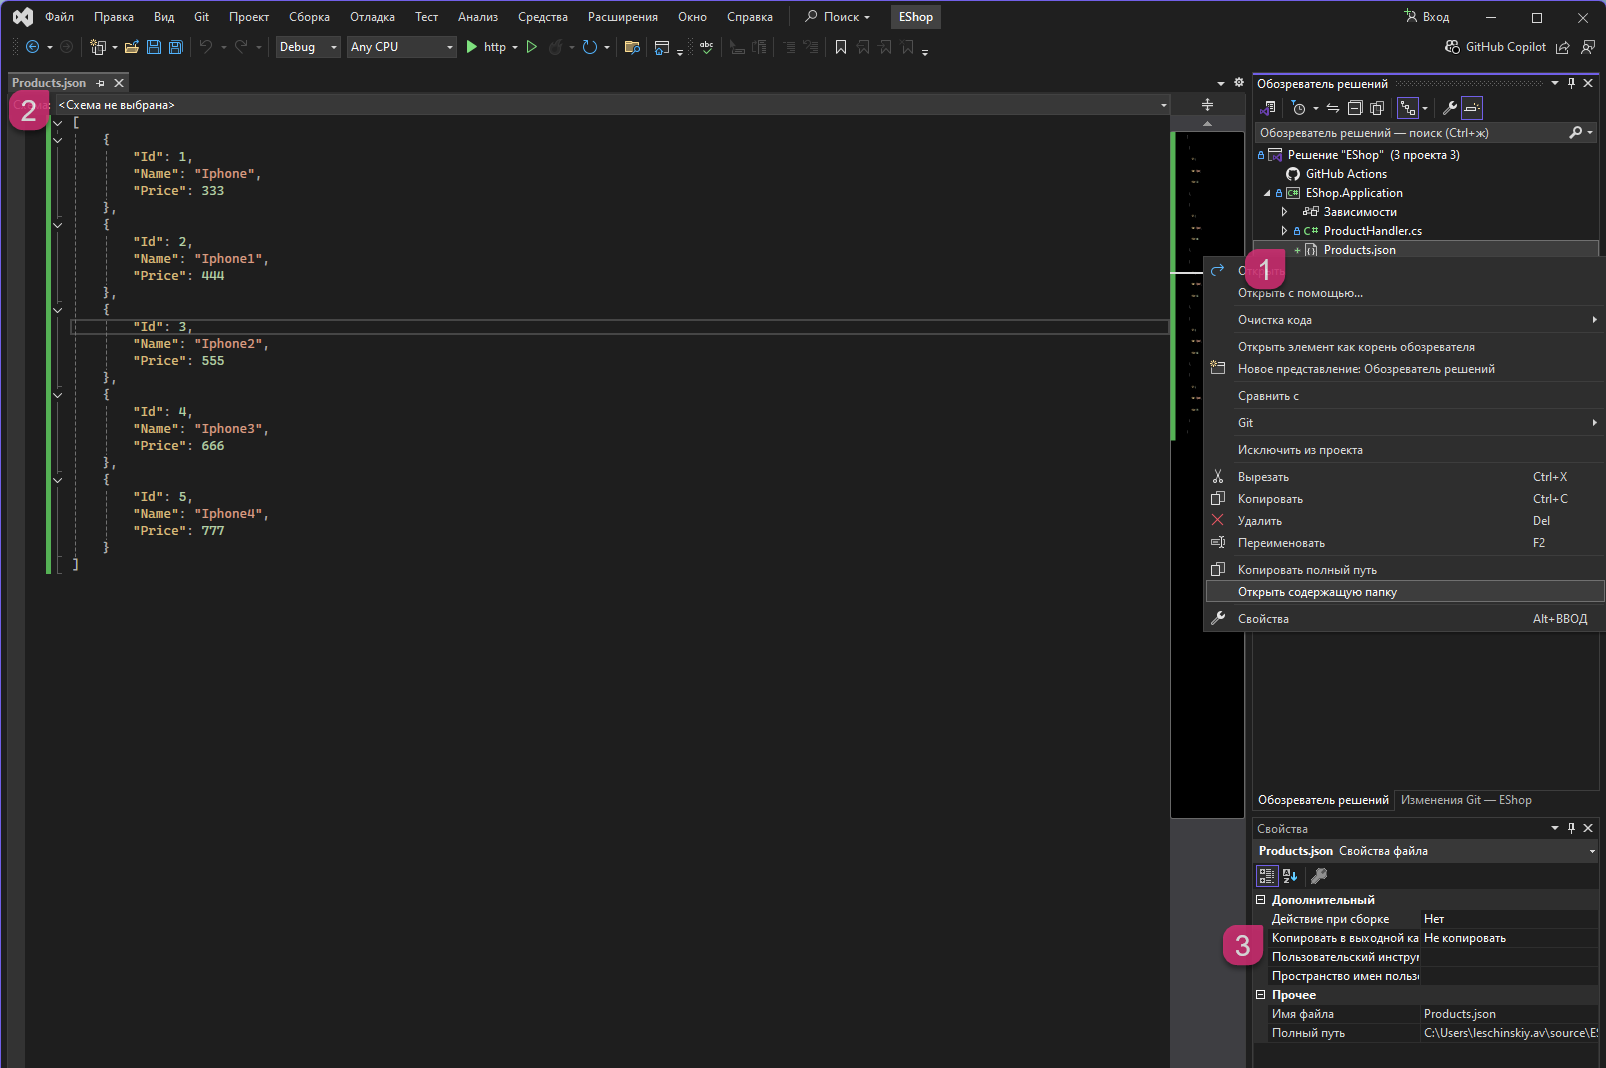 Файл Правка Вид Git Проект Сборка Отладка Тест Анализ Средства Расширения Окно Справка Поиск EShop Вход
Debug Any CPU http abc GitHub Copilot
Products.json
2
<Схема не выбрана>
[
{
"Id": 1,
"Name": "Iphone",
"Price": 333
},
{
"Id": 2,
"Name": "Iphone1",
"Price": 444
},
{
"Id": 3,
"Name": "Iphone2",
"Price": 555
},
{
"Id": 4,
"Name": "Iphone3",
"Price": 666
},
{
"Id": 5,
"Name": "Iphone4",
"Price": 777
}
]
Обозреватель решений
Обозреватель решений — поиск (Ctrl+ж)
Решение "EShop" (3 проекта 3)
GitHub Actions
EShop.Application
Зависимости
C# ProductHandler.cs
Products.json
1
Открыть с помощью...
Очистка кода
Открыть элемент как корень обозревателя
Новое представление: Обозреватель решений
Сравнить с
Git
Исключить из проекта
Вырезать Ctrl+X
Копировать Ctrl+C
Удалить Del
Переименовать F2
Копировать полный путь
Открыть содержащую папку
Свойства Alt+ВВОД
Обозреватель решений Изменения Git — EShop
Свойства
Products.json Свойства файла
Дополнительный
Действие при сборке Нет
3
Копировать в выходной ка Не копировать
Пользовательский инстру
Пространство имен польз
Прочее
Имя файла Products.json
Полный путь C:\Users\leschinskiy.av\source\ES